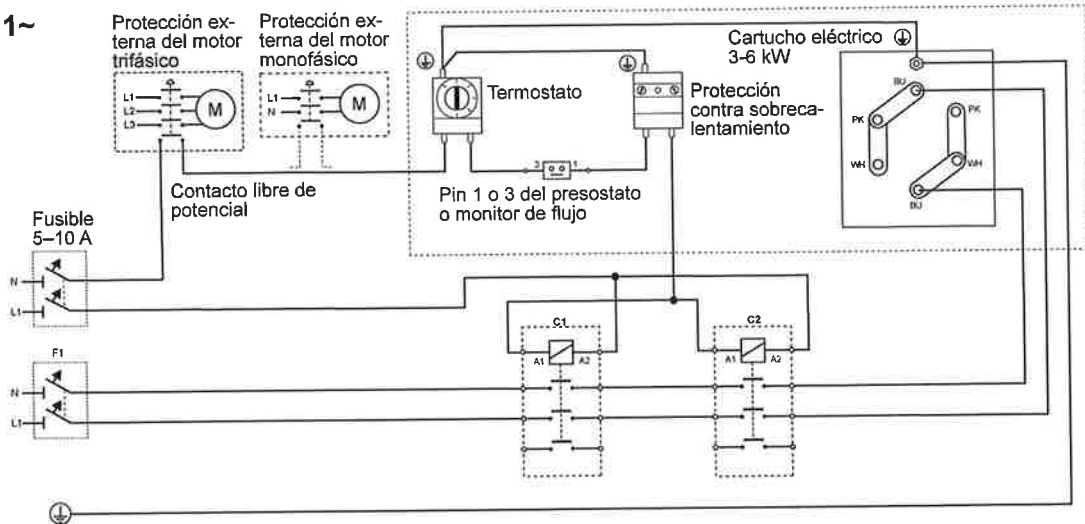 1~
Protección ex-
terna del motor
trifásico
Protección ex-
terna del motor
monofásico
L1
L2
L3
M
L1
N
M
Termostato
Protección
contra sobreca-
lentamiento
Cartucho eléctrico
3-6 kW
BU
PK
WH
PK
WH
BU
3
1
Pin 1 o 3 del presostato
o monitor de flujo
Contacto libre de
potencial
Fusible
5–10 A
N
L1
C1
A1
A2
C2
A1
A2
F1
N
L1